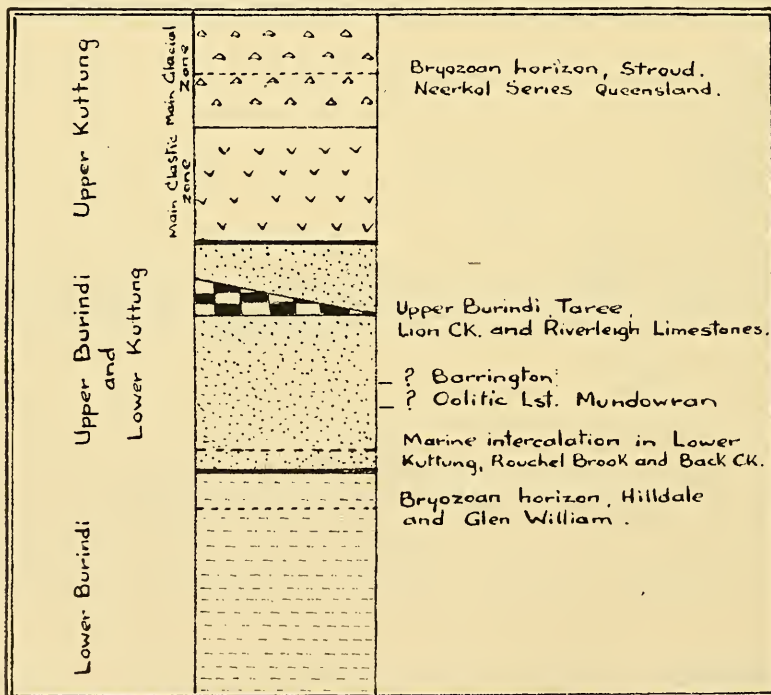 Upper Kuttung
Main Glacial
Zone
Main Clastic
zone
Bryozoan horizon, Stroud.
Neerkol Series Queensland.
Upper Burindi
and
Lower Kuttung
Upper Burindi, Taree,
Lion Ck. and Riverleigh Limestones.
? Barrington
? Oolitic Lst. Mundowran
Marine intercalation in Lower
Kuttung, Rouchel Brook and Back Ck.
Lower Burindi
Bryozoan horizon, Hilldale
and Glen William.